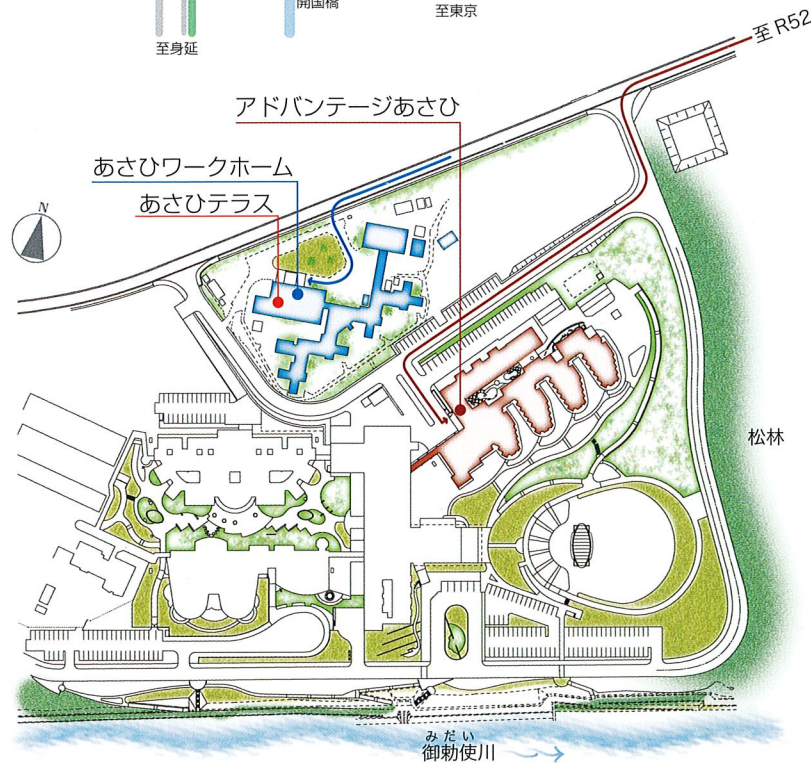 開国橋
至身延
至東京
至 R52
アドバンテージあさひ
あさひワークホーム
あさひテラス
N
松林
みだい
御勅使川